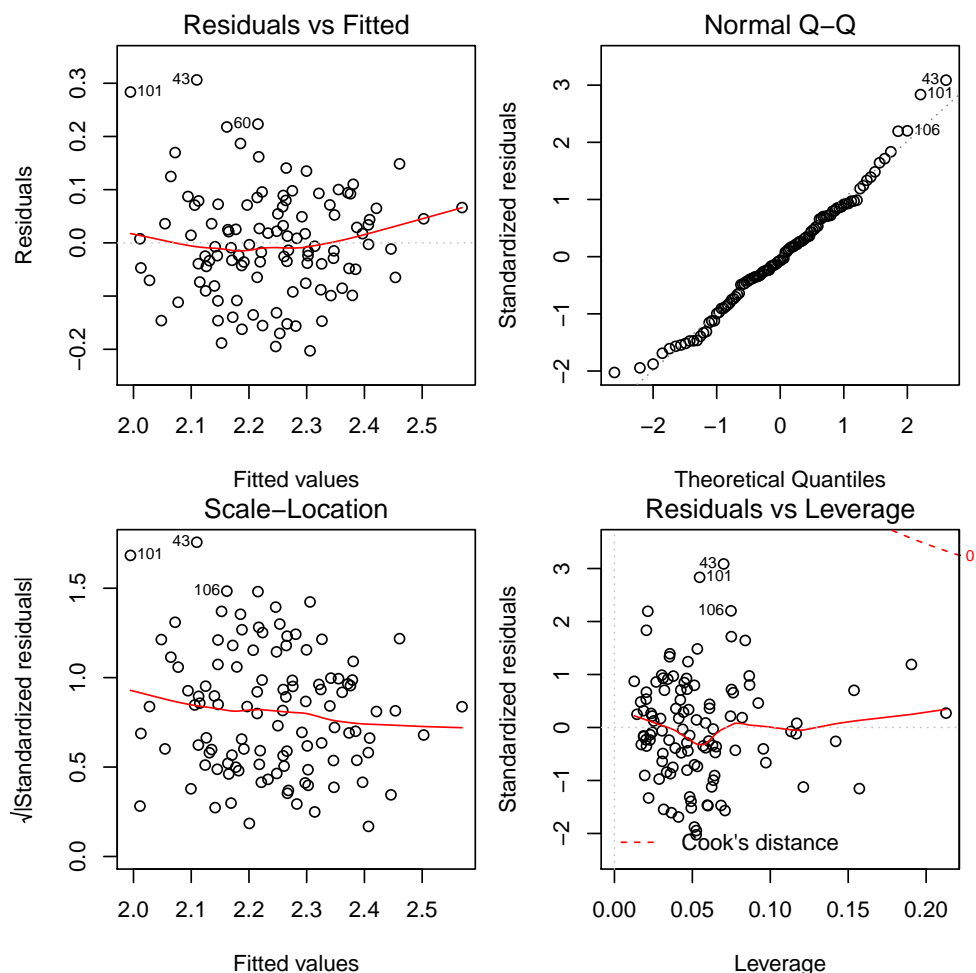 Residuals vs Fitted
Residuals
0.3
0.2
0.1
0.0
−0.2
101
43
60
2.0 2.1 2.2 2.3 2.4 2.5
Fitted values
Normal Q−Q
Standardized residuals
3
2
1
0
−1
−2
43
101
106
−2 −1 0 1 2
Theoretical Quantiles
Scale−Location
√|Standardized residuals|
1.5
1.0
0.5
0.0
101
43
106
2.0 2.1 2.2 2.3 2.4 2.5
Fitted values
Residuals vs Leverage
Standardized residuals
3
2
1
0
−1
−2
43
101
106
0
Cook's distance
0.00 0.05 0.10 0.15 0.20
Leverage